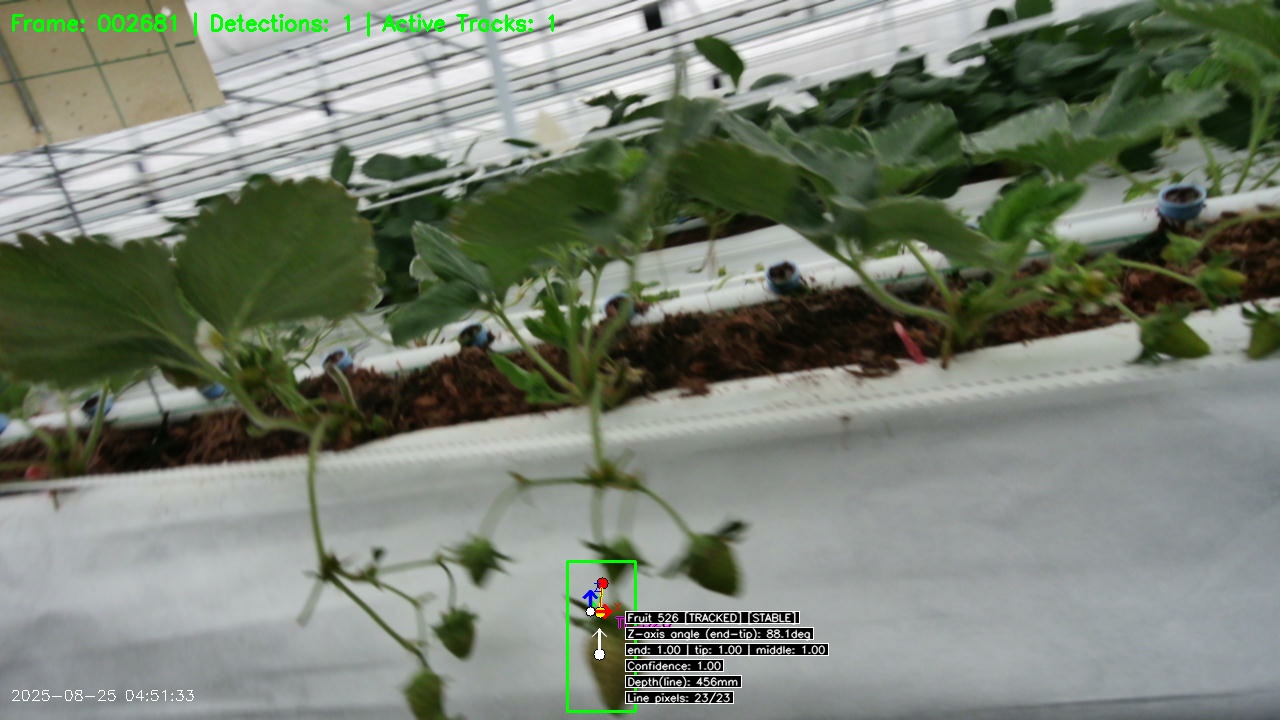 Frame: 002681 | Detections: 1 | Active Tracks: 1
Fruit 526 [TRACKED] [STABLE]
Z-axis angle (end-tip): 88.1deg
end: 1.00 | tip: 1.00 | middle: 1.00
Confidence: 1.00
Depth(line): 456mm
Line pixels: 23/23
2025-08-25 04:51:33